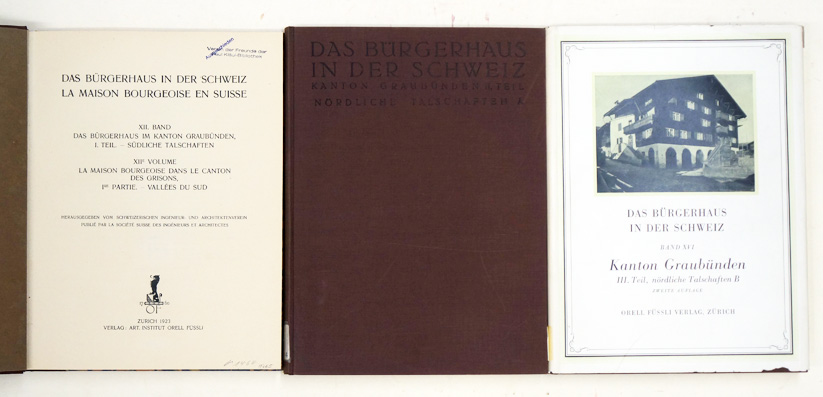 DAS BÜRGERHAUS IN DER SCHWEIZ
LA MAISON BOURGEOISE EN SUISSE
XII. BAND
DAS BÜRGERHAUS IM KANTON GRAUBÜNDEN,
I. TEIL. – SÜDLICHE TALSCHAFTEN
XIIe VOLUME
LA MAISON BOURGEOISE DANS LE CANTON
DES GRISONS,
Ire PARTIE. – VALLÉES DU SUD
HERAUSGEGEBEN VOM SCHWEIZERISCHEN INGENIEUR- UND ARCHITEKTENVEREIN
PUBLIÉ PAR LA SOCIÉTÉ SUISSE DES INGÉNIEURS ET ARCHITECTES
OF
ZÜRICH 1923
VERLAG: ART. INSTITUT ORELL FÜSSLI
DAS BÜRGERHAUS
IN DER SCHWEIZ
KANTON GRAUBÜNDEN
NÖRDLICHE TALSCHAFTEN A
DAS BÜRGERHAUS
IN DER SCHWEIZ
BAND XVI
Kanton Graubünden
III. Teil, nördliche Talschaften B
ZWEITE AUFLAGE
ORELL FÜSSLI VERLAG, ZÜRICH